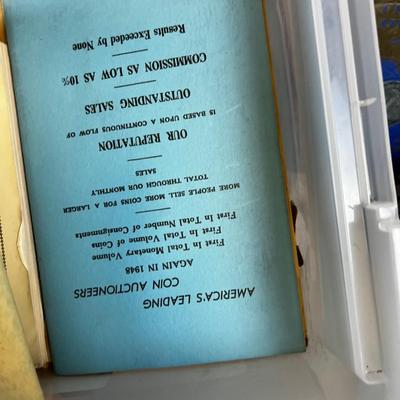 AMERICA'S LEADING
COIN AUCTIONEERS
AGAIN IN 1948
First In Total Monetary Volume
First In Total Volume of Coins
First In Total Number of Consignments
MORE PEOPLE SELL MORE COINS FOR A LARGER
TOTAL THROUGH OUR MONTHLY
SALES
OUR REPUTATION
IS BASED UPON A CONTINUOUS FLOW OF
OUTSTANDING SALES
COMMISSION AS LOW AS 10%
Results Exceeded by None